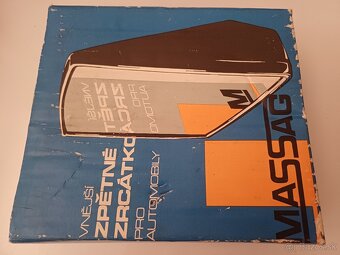 VNĚJŠÍ
ZPĚTNÉ
ZRCÁTKO
PRO
AUTOMOBILY
M
MASSAG